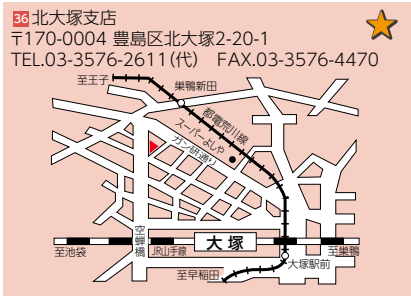 36 北大塚支店
〒170-0004 豊島区北大塚2-20-1
TEL.03-3576-2611(代) FAX.03-3576-4470
至王子
巣鴨新田
都電荒川線
スーパーよしや
ガン研通り
空蝉橋
大塚
至池袋
JR山手線
至巣鴨
大塚駅前
至早稲田